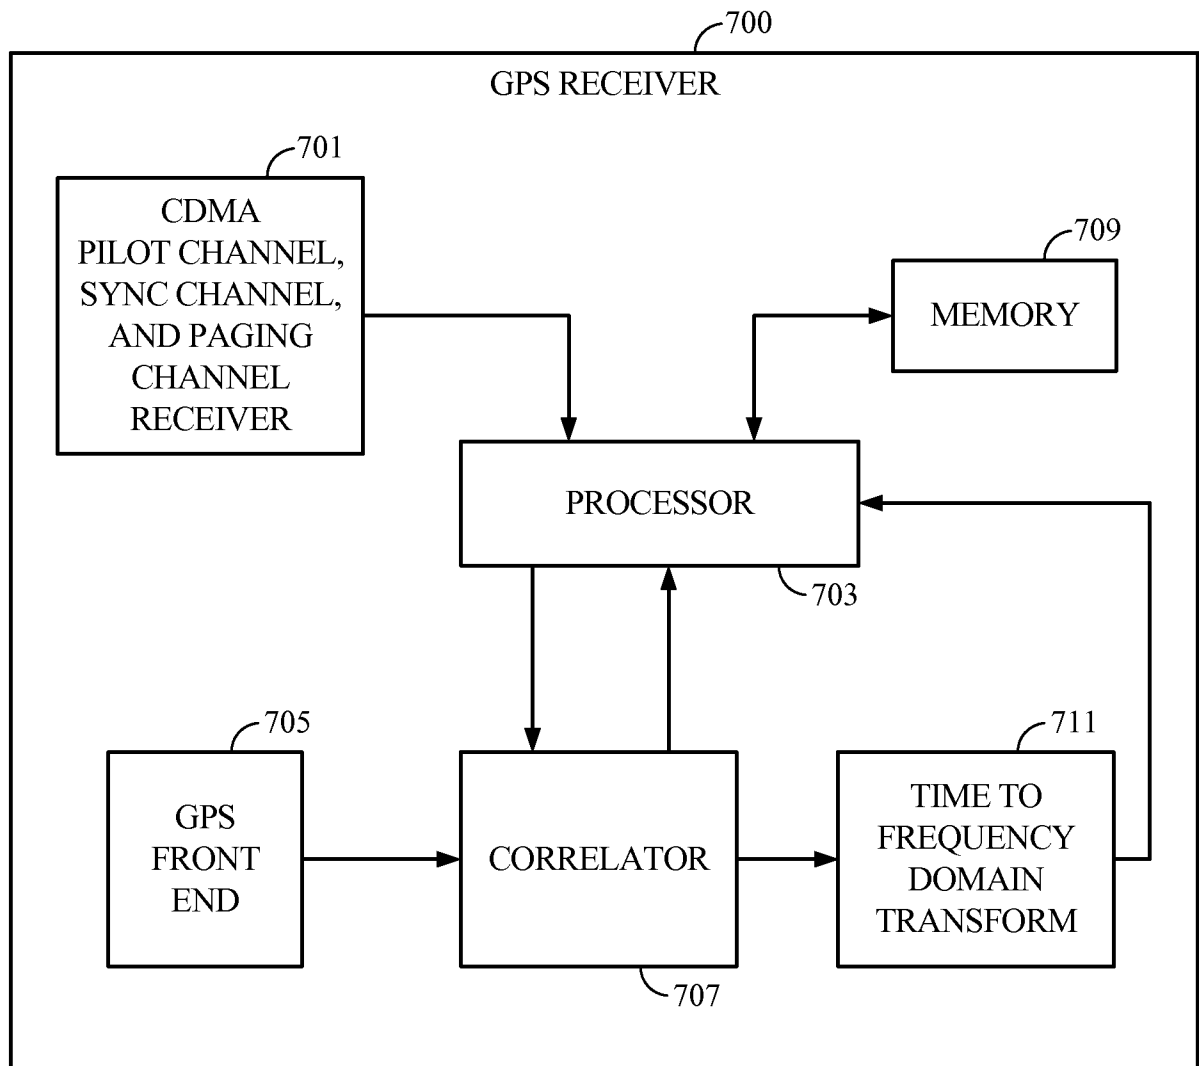 700
GPS RECEIVER
701
CDMA
PILOT CHANNEL,
SYNC CHANNEL,
AND PAGING
CHANNEL
RECEIVER
709
MEMORY
PROCESSOR
703
705
GPS
FRONT
END
CORRELATOR
707
711
TIME TO
FREQUENCY
DOMAIN
TRANSFORM